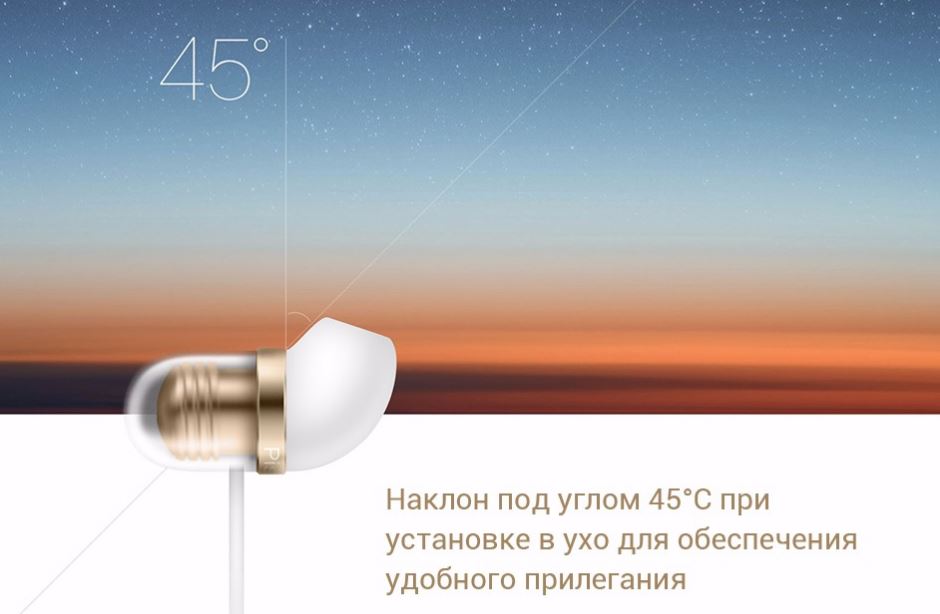 45°
Наклон под углом 45°C при
установке в ухо для обеспечения
удобного прилегания